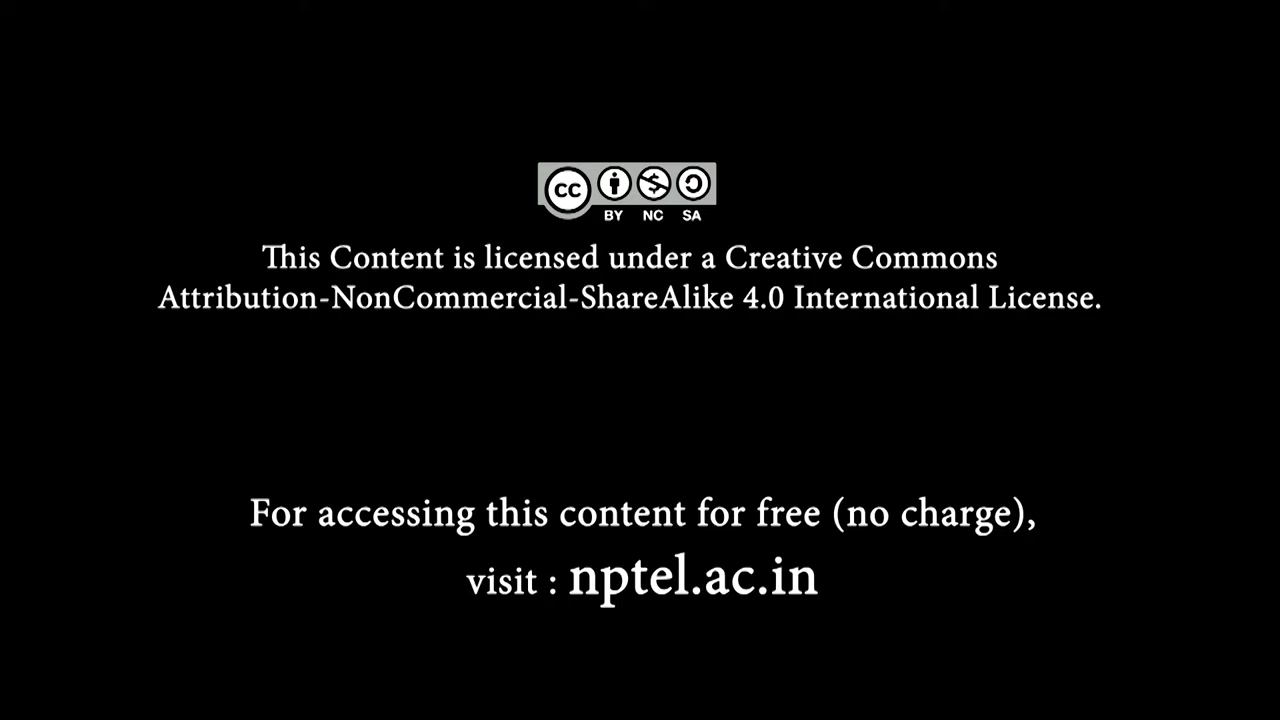 CC
BY NC SA
This Content is licensed under a Creative Commons
Attribution-NonCommercial-ShareAlike 4.0 International License.
For accessing this content for free (no charge),
visit : nptel.ac.in